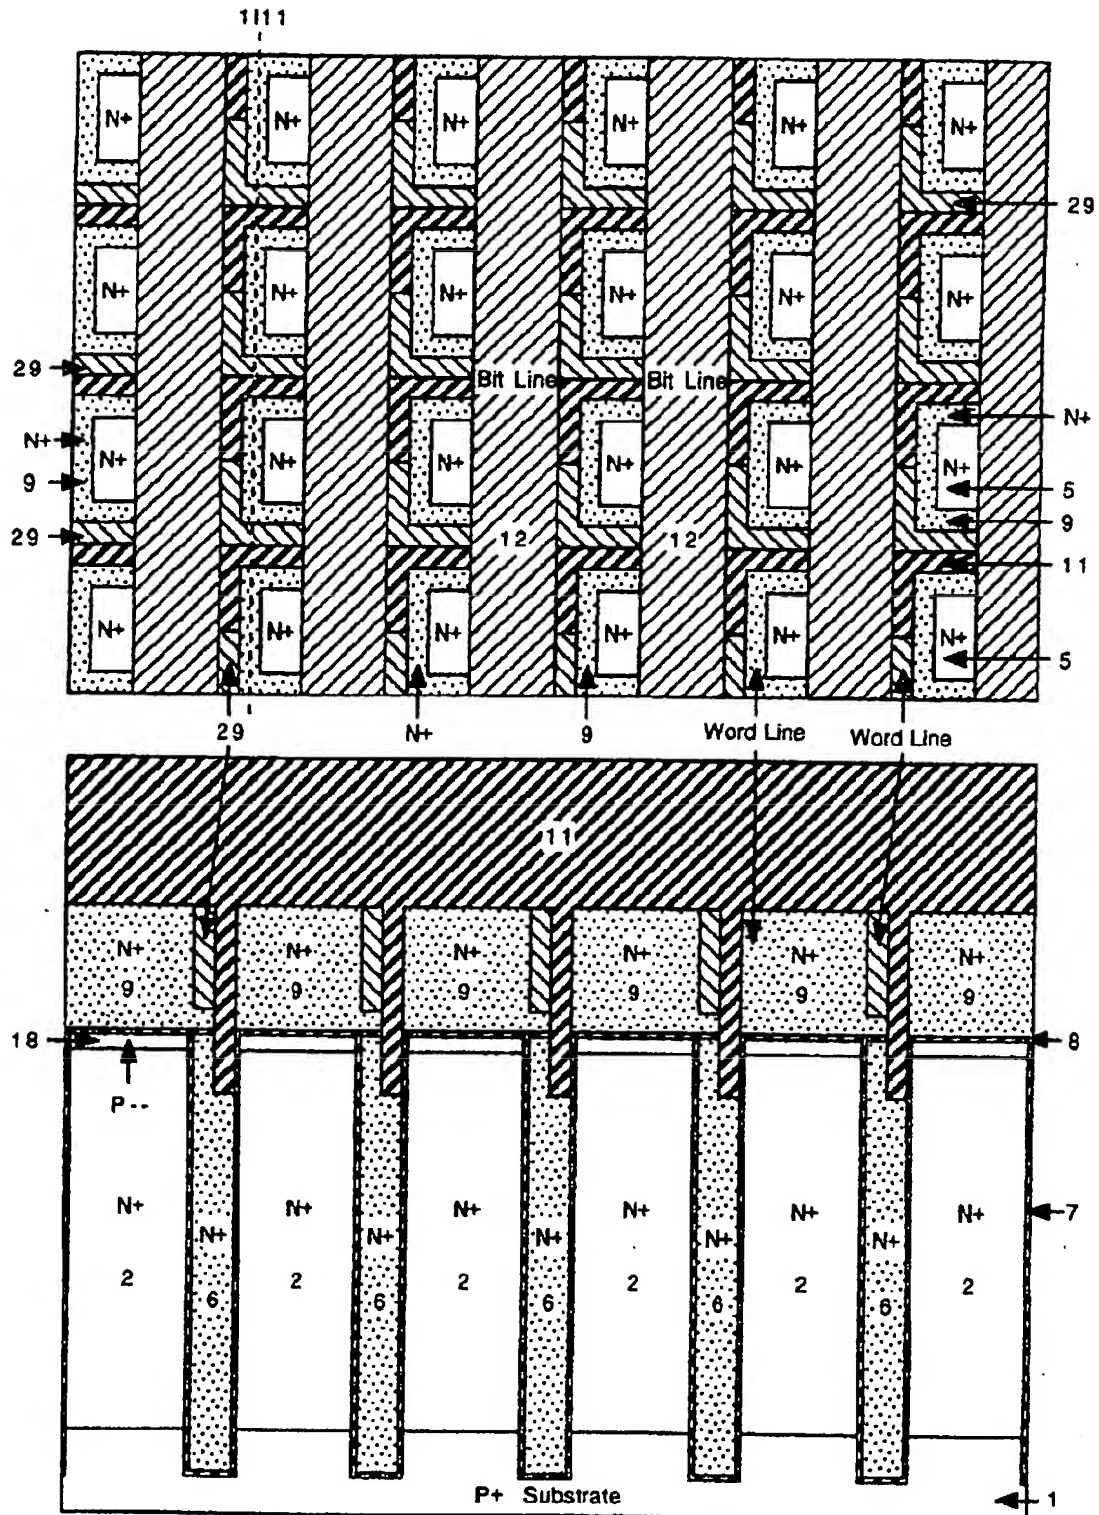 1111
N+ N+ N+ N+ N+ N+
29
N+ N+ N+ N+ N+ N+
29
Bit Line Bit Line
N+
N+
N+ N+ N+ N+ N+ N+
9
5
9
29
12 12
11
N+ N+ N+ N+ N+ N+
5
29 N+ 9 Word Line Word Line
11
N+ N+ N+ N+ N+ N+
9 9 9 9 9 9
18
8
P--
N+ N+ N+ N+ N+ N+
7
N+ N+ N+ N+ N+
2 2 2 2 2 2
6 6 6 6 6
P+ Substrate
1